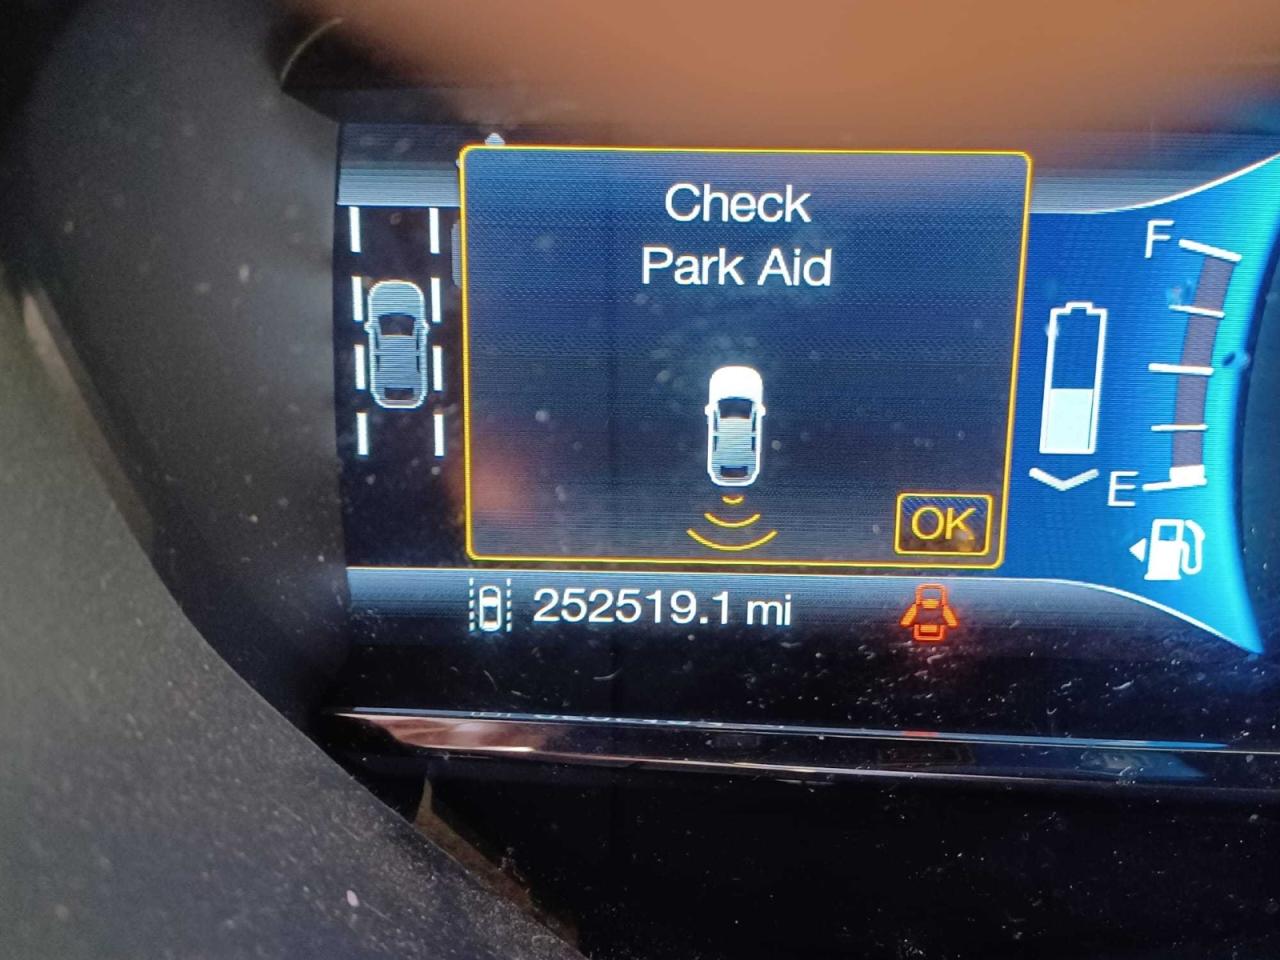 Check
Park Aid
F
E
OK
252519.1 mi